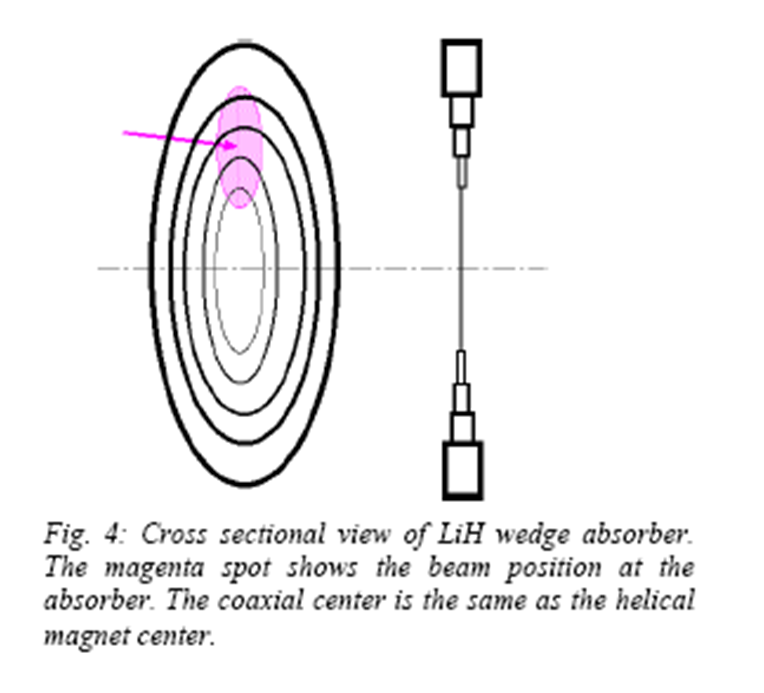 Fig. 4: Cross sectional view of LiH wedge absorber.
The magenta spot shows the beam position at the
absorber. The coaxial center is the same as the helical
magnet center.